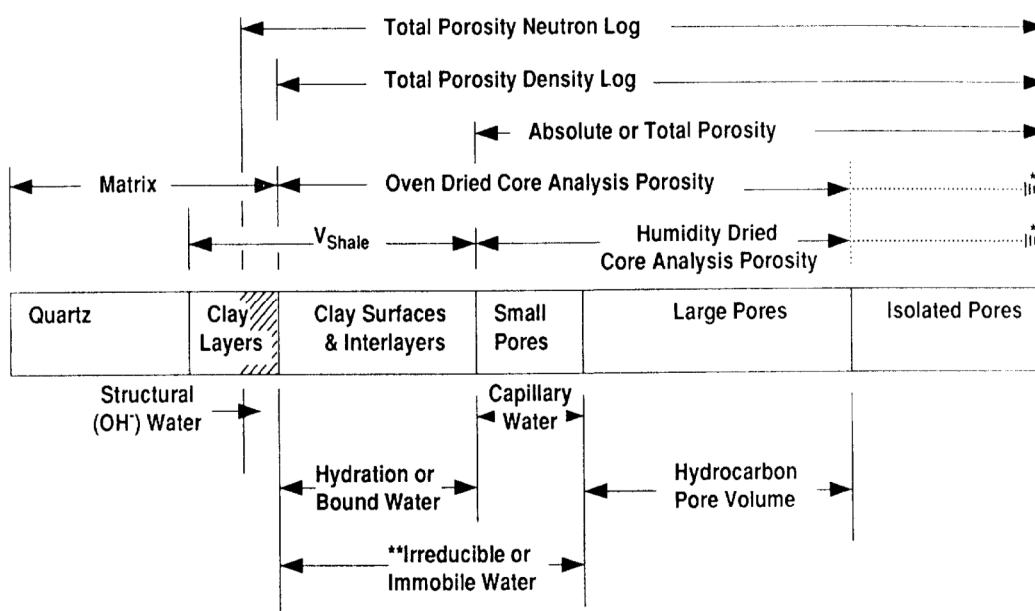 Total Porosity Neutron Log
Total Porosity Density Log
Absolute or Total Porosity
Matrix
Oven Dried Core Analysis Porosity
*
V_Shale
Humidity Dried
Core Analysis Porosity
*
Quartz
Clay
Layers
Clay Surfaces
& Interlayers
Small
Pores
Large Pores
Isolated Pores
Structural
(OH⁻) Water
Capillary
Water
Hydration or
Bound Water
Hydrocarbon
Pore Volume
**Irreducible or
Immobile Water